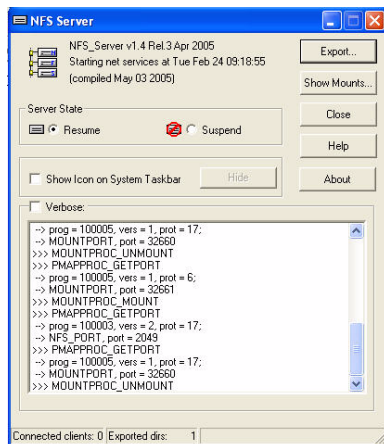 NFS Server
NFS_Server v1.4 Rel.3 Apr 2005
Starting net services at Tue Feb 24 09:18:55
(compiled May 03 2005)
Export...
Show Mounts...
Close
Help
About
Server State
Resume
Suspend
Show Icon on System Taskbar
Hide
Verbose:
--> prog = 100005, vers = 1, prot = 17;
--> MOUNTPORT, port = 32660
>>> MOUNTPROC_UNMOUNT
>>> PMAPPROC_GETPORT
--> prog = 100005, vers = 1, prot = 6;
--> MOUNTPORT, port = 32661
>>> MOUNTPROC_MOUNT
>>> PMAPPROC_GETPORT
--> prog = 100003, vers = 2, prot = 17;
--> NFS_PORT, port = 2049
>>> PMAPPROC_GETPORT
--> prog = 100005, vers = 1, prot = 17;
--> MOUNTPORT, port = 32660
>>> MOUNTPROC_UNMOUNT
Connected clients: 0 Exported dirs: 1